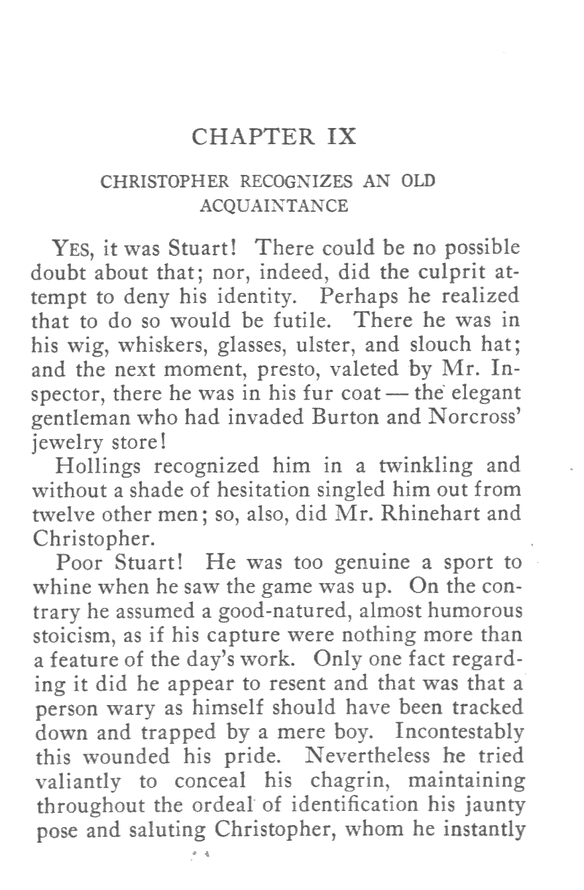 CHAPTER IX
CHRISTOPHER RECOGNIZES AN OLD
ACQUAINTANCE
YES, it was Stuart! There could be no possible
doubt about that; nor, indeed, did the culprit at-
tempt to deny his identity. Perhaps he realized
that to do so would be futile. There he was in
his wig, whiskers, glasses, ulster, and slouch hat;
and the next moment, presto, valeted by Mr. In-
spector, there he was in his fur coat — the elegant
gentleman who had invaded Burton and Norcross'
jewelry store!
Hollings recognized him in a twinkling and
without a shade of hesitation singled him out from
twelve other men; so, also, did Mr. Rhinehart and
Christopher.
Poor Stuart! He was too genuine a sport to
whine when he saw the game was up. On the con-
trary he assumed a good-natured, almost humorous
stoicism, as if his capture were nothing more than
a feature of the day's work. Only one fact regard-
ing it did he appear to resent and that was that a
person wary as himself should have been tracked
down and trapped by a mere boy. Incontestably
this wounded his pride. Nevertheless he tried
valiantly to conceal his chagrin, maintaining
throughout the ordeal of identification his jaunty
pose and saluting Christopher, whom he instantly